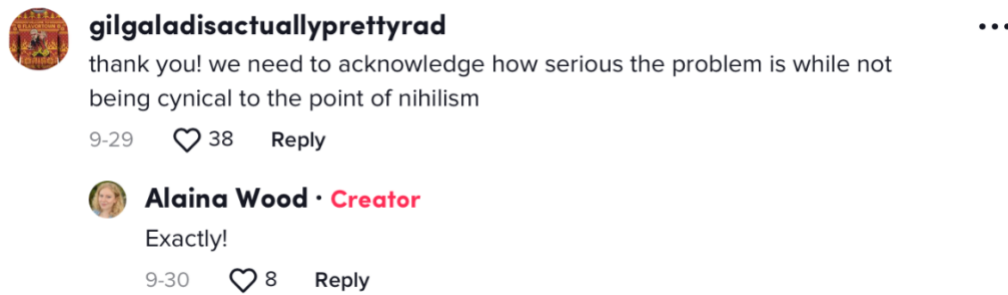 gilgaladisactuallyprettyrad
thank you! we need to acknowledge how serious the problem is while not
being cynical to the point of nihilism
9-29 38 Reply
Alaina Wood · Creator
Exactly!
9-30 8 Reply